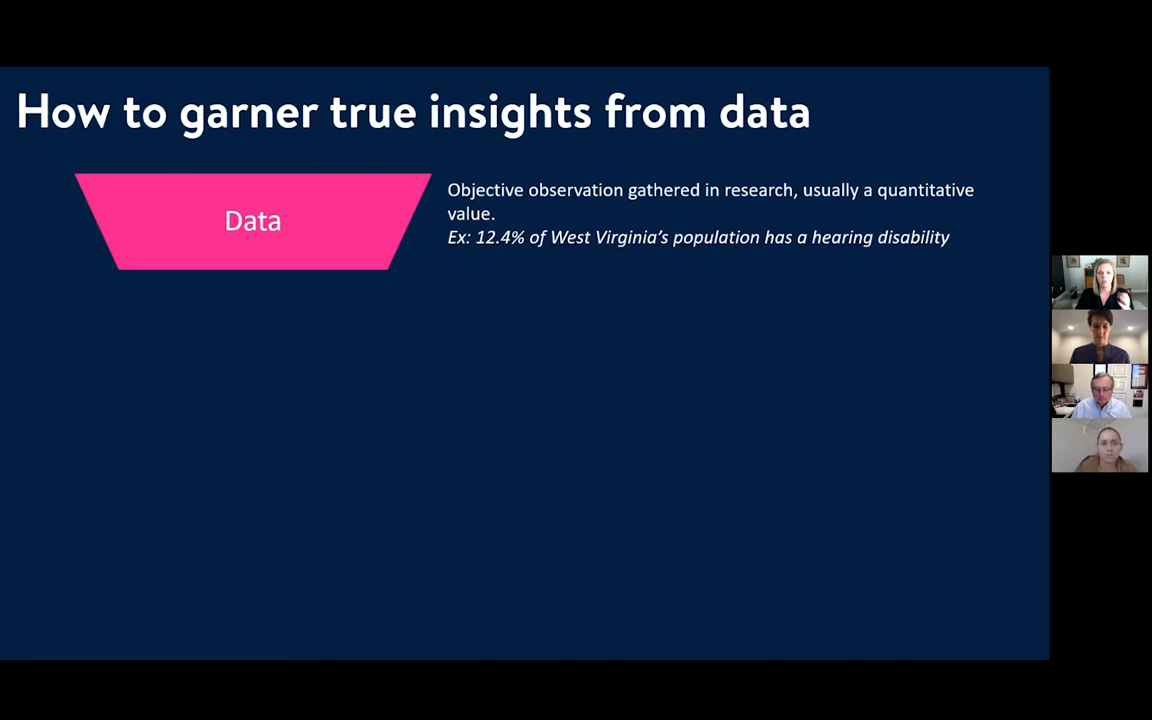 How to garner true insights from data
Data
Objective observation gathered in research, usually a quantitative
value.
Ex: 12.4% of West Virginia’s population has a hearing disability